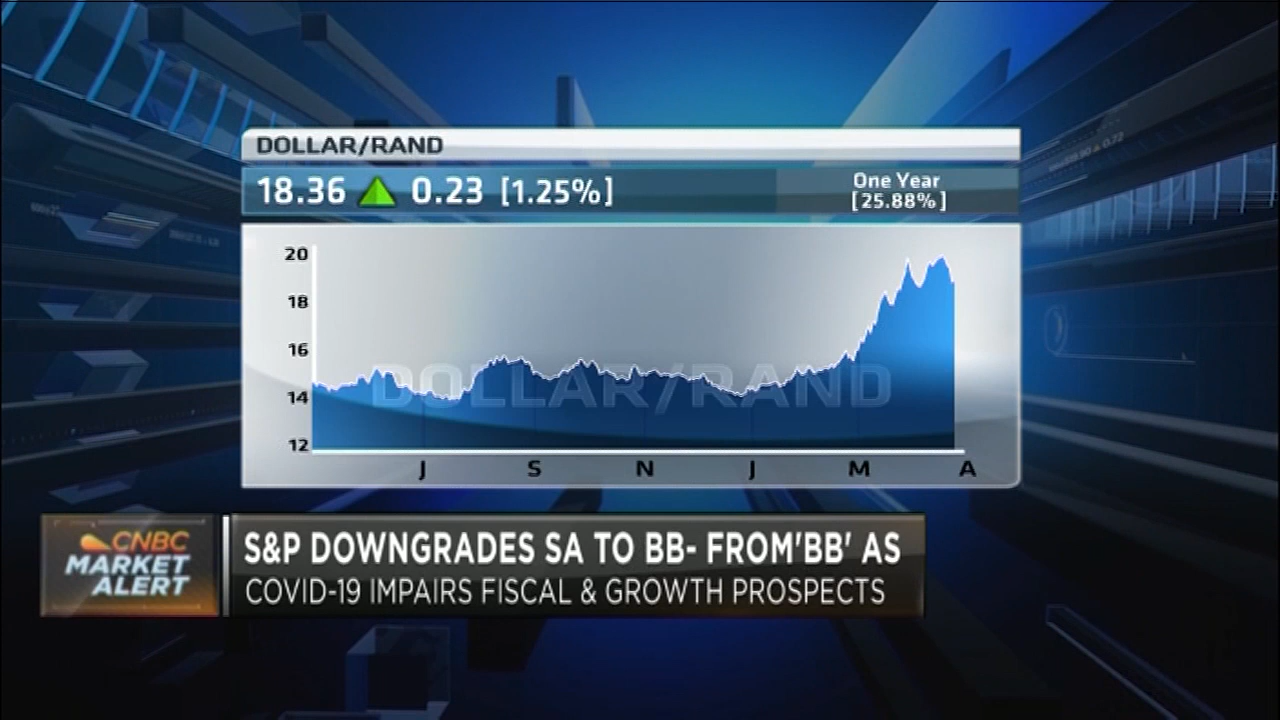 DOLLAR/RAND
18.36 ▲ 0.23 [1.25%]
One Year
[25.88%]
20
18
16
14
12
DOLLAR/RAND
J S N J M A
CNBC
MARKET
ALERT
S&P DOWNGRADES SA TO BB- FROM'BB' AS
COVID-19 IMPAIRS FISCAL & GROWTH PROSPECTS